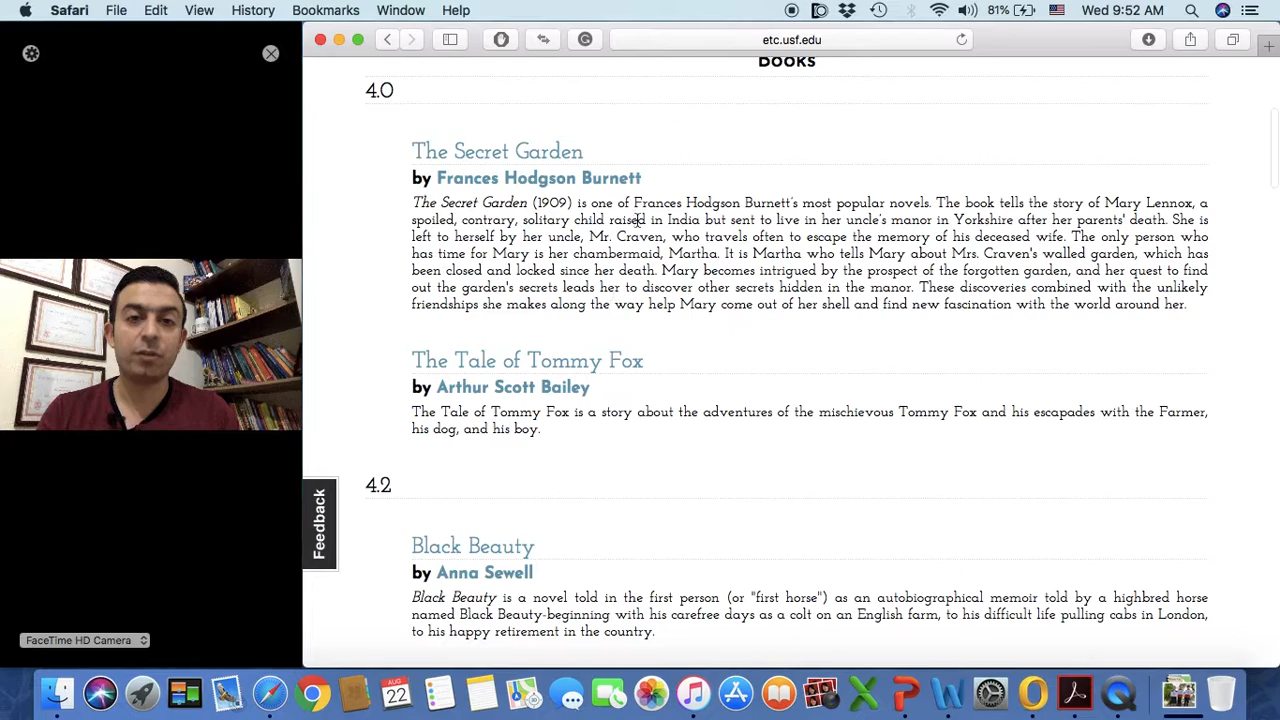 Safari File Edit View History Bookmarks Window Help 81% Wed 9:52 AM
etc.usf.edu
BOOKS
4.0
The Secret Garden
by Frances Hodgson Burnett
The Secret Garden (1909) is one of Frances Hodgson Burnett's most popular novels. The book tells the story of Mary Lennox, a
spoiled, contrary, solitary child raised in India but sent to live in her uncle's manor in Yorkshire after her parents' death. She is
left to herself by her uncle, Mr. Craven, who travels often to escape the memory of his deceased wife. The only person who
has time for Mary is her chambermaid, Martha. It is Martha who tells Mary about Mrs. Craven's walled garden, which has
been closed and locked since her death. Mary becomes intrigued by the prospect of the forgotten garden, and her quest to find
out the garden's secrets leads her to discover other secrets hidden in the manor. These discoveries combined with the unlikely
friendships she makes along the way help Mary come out of her shell and find new fascination with the world around her.
The Tale of Tommy Fox
by Arthur Scott Bailey
The Tale of Tommy Fox is a story about the adventures of the mischievous Tommy Fox and his escapades with the Farmer,
his dog, and his boy.
4.2
Feedback
Black Beauty
by Anna Sewell
Black Beauty is a novel told in the first person (or "first horse") as an autobiographical memoir told by a highbred horse
named Black Beauty-beginning with his carefree days as a colt on an English farm, to his difficult life pulling cabs in London,
to his happy retirement in the country.
FaceTime HD Camera
AUG
22